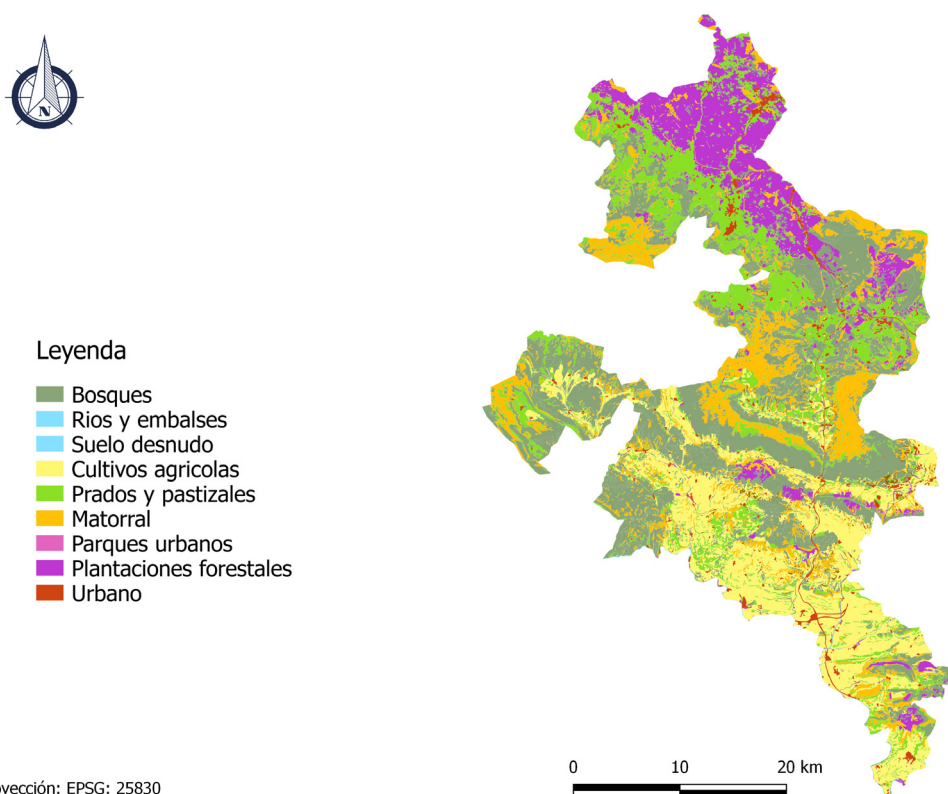 N
Leyenda
Bosques
Rios y embalses
Suelo desnudo
Cultivos agricolas
Prados y pastizales
Matorral
Parques urbanos
Plantaciones forestales
Urbano
0 10 20 km
oyección: EPSG: 25830